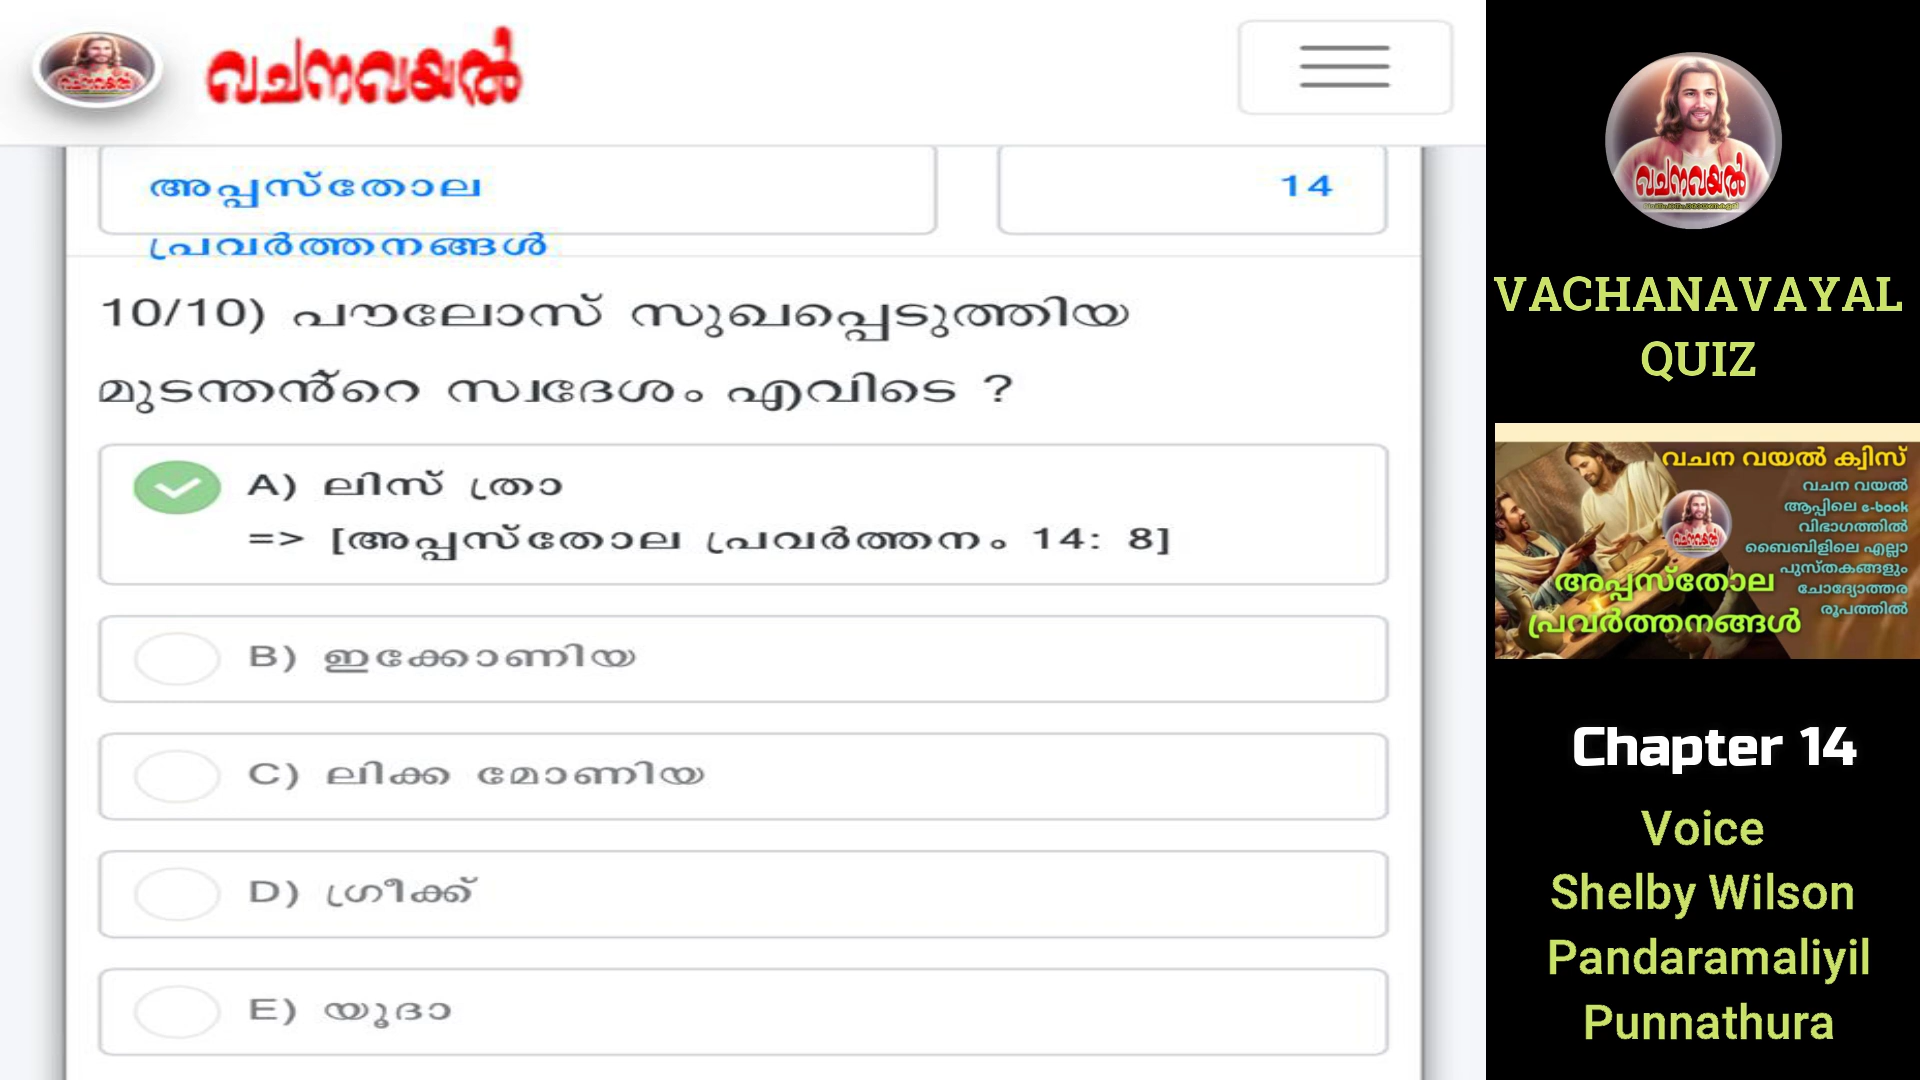 വചനവയൽ
അപ്പസ്തോല
പ്രവർത്തനങ്ങൾ
14
10/10) പൗലോസ് സുഖപ്പെടുത്തിയ
മുടന്തൻ്റെ സ്വദേശം എവിടെ ?
A) ലിസ് ത്രാ
=> [അപ്പസ്തോല പ്രവർത്തനം 14: 8]
B) ഇക്കോണിയ
C) ലിക്ക മോണിയ
D) ഗ്രീക്ക്
E) യൂദാ
വചനവയൽ
VACHANAVAYAL
QUIZ
വചന വയൽ ക്വിസ്
വചന വയൽ
ആപ്പിലെ e-book
വിഭാഗത്തിൽ
ബൈബിളിലെ എല്ലാ
പുസ്തകങ്ങളും
ചോദ്യോത്തര
രൂപത്തിൽ
അപ്പസ്തോല
പ്രവർത്തനങ്ങൾ
Chapter 14
Voice
Shelby Wilson
Pandaramaliyil
Punnathura